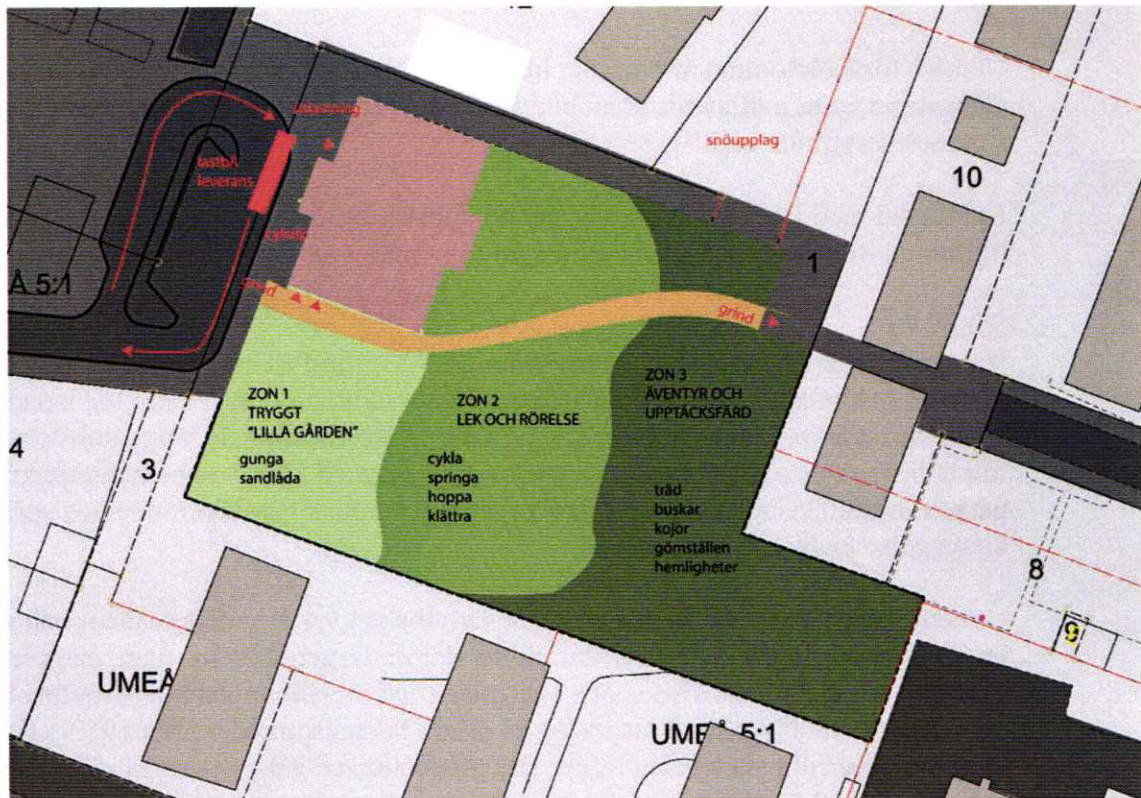 snöupplag
10
lastbil
leverans
1
Å 5:1
grind
grind
ZON 1
TRYGGT
"LILLA GÅRDEN"
gunga
sandlåda
ZON 2
LEK OCH RÖRELSE
cykla
springa
hoppa
klättra
ZON 3
ÄVENTYR OCH
UPPTÄCKSFÄRD
träd
buskar
kojor
gömställen
hemligheter
4
3
8
9
UMEÅ
UMEÅ 5:1